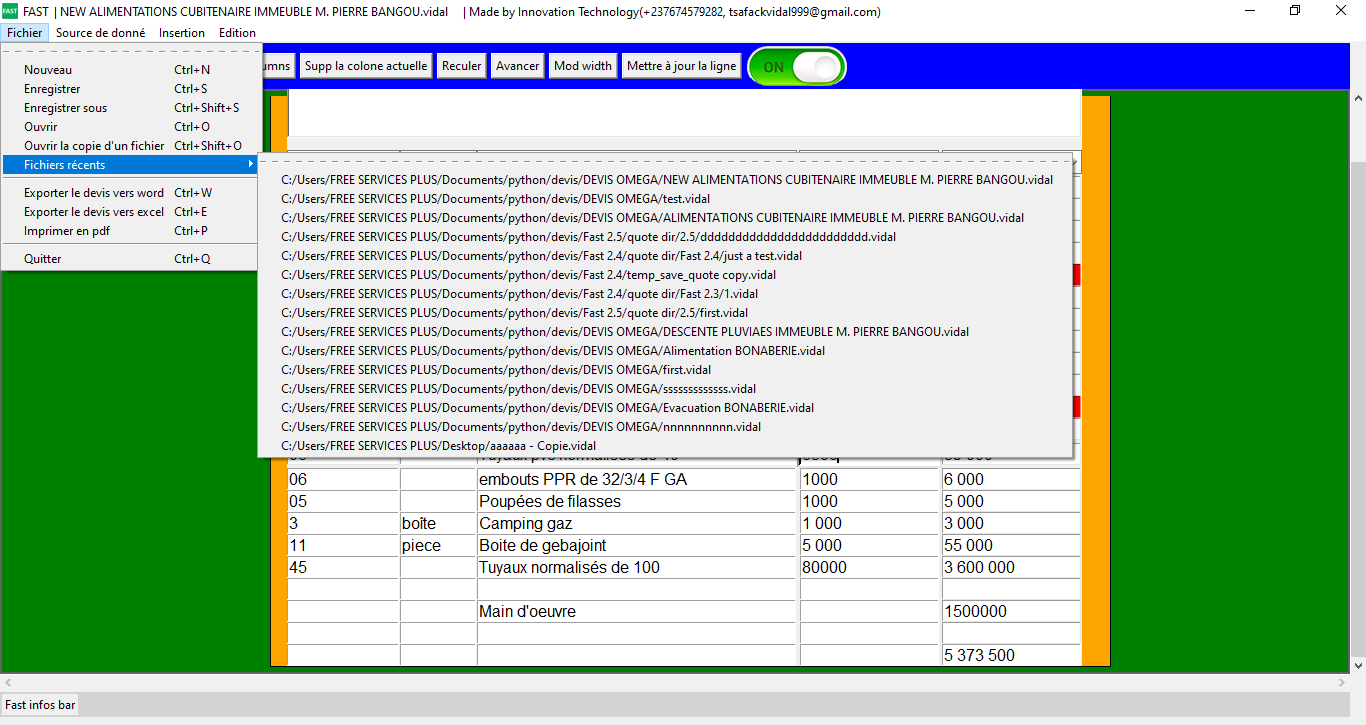 FAST FAST | NEW ALIMENTATIONS CUBITENAIRE IMMEUBLE M. PIERRE BANGOU.vidal | Made by Innovation Technology(+237674579282, tsafackvidal999@gmail.com)
Fichier Source de donné Insertion Edition
umns Supp la colone actuelle Reculer Avancer Mod width Mettre à jour la ligne ON
Nouveau Ctrl+N
Enregistrer Ctrl+S
Enregistrer sous Ctrl+Shift+S
Ouvrir Ctrl+O
Ouvrir la copie d'un fichier Ctrl+Shift+O
Fichiers récents
Exporter le devis vers word Ctrl+W
Exporter le devis vers excel Ctrl+E
Imprimer en pdf Ctrl+P
Quitter Ctrl+Q
C:/Users/FREE SERVICES PLUS/Documents/python/devis/DEVIS OMEGA/NEW ALIMENTATIONS CUBITENAIRE IMMEUBLE M. PIERRE BANGOU.vidal
C:/Users/FREE SERVICES PLUS/Documents/python/devis/DEVIS OMEGA/test.vidal
C:/Users/FREE SERVICES PLUS/Documents/python/devis/DEVIS OMEGA/ALIMENTATIONS CUBITENAIRE IMMEUBLE M. PIERRE BANGOU.vidal
C:/Users/FREE SERVICES PLUS/Documents/python/devis/Fast 2.5/quote dir/2.5/dddddddddddddddddddddddd.vidal
C:/Users/FREE SERVICES PLUS/Documents/python/devis/Fast 2.4/quote dir/Fast 2.4/just a test.vidal
C:/Users/FREE SERVICES PLUS/Documents/python/devis/Fast 2.4/temp_save_quote copy.vidal
C:/Users/FREE SERVICES PLUS/Documents/python/devis/Fast 2.4/quote dir/Fast 2.3/1.vidal
C:/Users/FREE SERVICES PLUS/Documents/python/devis/Fast 2.5/quote dir/2.5/first.vidal
C:/Users/FREE SERVICES PLUS/Documents/python/devis/DEVIS OMEGA/DESCENTE PLUVIAES IMMEUBLE M. PIERRE BANGOU.vidal
C:/Users/FREE SERVICES PLUS/Documents/python/devis/DEVIS OMEGA/Alimentation BONABERIE.vidal
C:/Users/FREE SERVICES PLUS/Documents/python/devis/DEVIS OMEGA/first.vidal
C:/Users/FREE SERVICES PLUS/Documents/python/devis/DEVIS OMEGA/sssssssssssss.vidal
C:/Users/FREE SERVICES PLUS/Documents/python/devis/DEVIS OMEGA/Evacuation BONABERIE.vidal
C:/Users/FREE SERVICES PLUS/Documents/python/devis/DEVIS OMEGA/nnnnnnnnnnn.vidal
C:/Users/FREE SERVICES PLUS/Desktop/aaaaaa - Copie.vidal
06 embouts PPR de 32/3/4 F GA 1000 6 000
05 Poupées de filasses 1000 5 000
3 boîte Camping gaz 1 000 3 000
11 piece Boite de gebajoint 5 000 55 000
45 Tuyaux normalisés de 100 80000 3 600 000
Main d'oeuvre 1500000
5 373 500
Fast infos bar